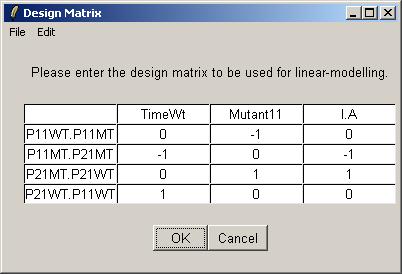 Design Matrix
File Edit
Please enter the design matrix to be used for linear-modelling.
TimeWt Mutant11 I.A
P11WT.P11MT 0 -1 0
P11MT.P21MT -1 0 -1
P21MT.P21WT 0 1 1
P21WT.P11WT 1 0 0
OK Cancel